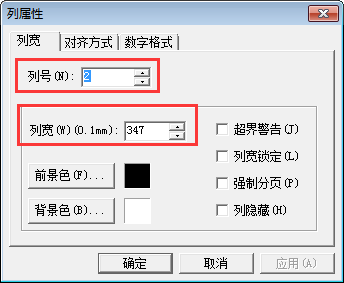 列属性
列宽 对齐方式 数字格式
列号(N): 2
列宽(W)(0.1mm): 347
超界警告(J)
列宽锁定(L)
前景色(F)...
强制分页(P)
背景色(B)...
列隐藏(H)
确定 取消 应用(A)